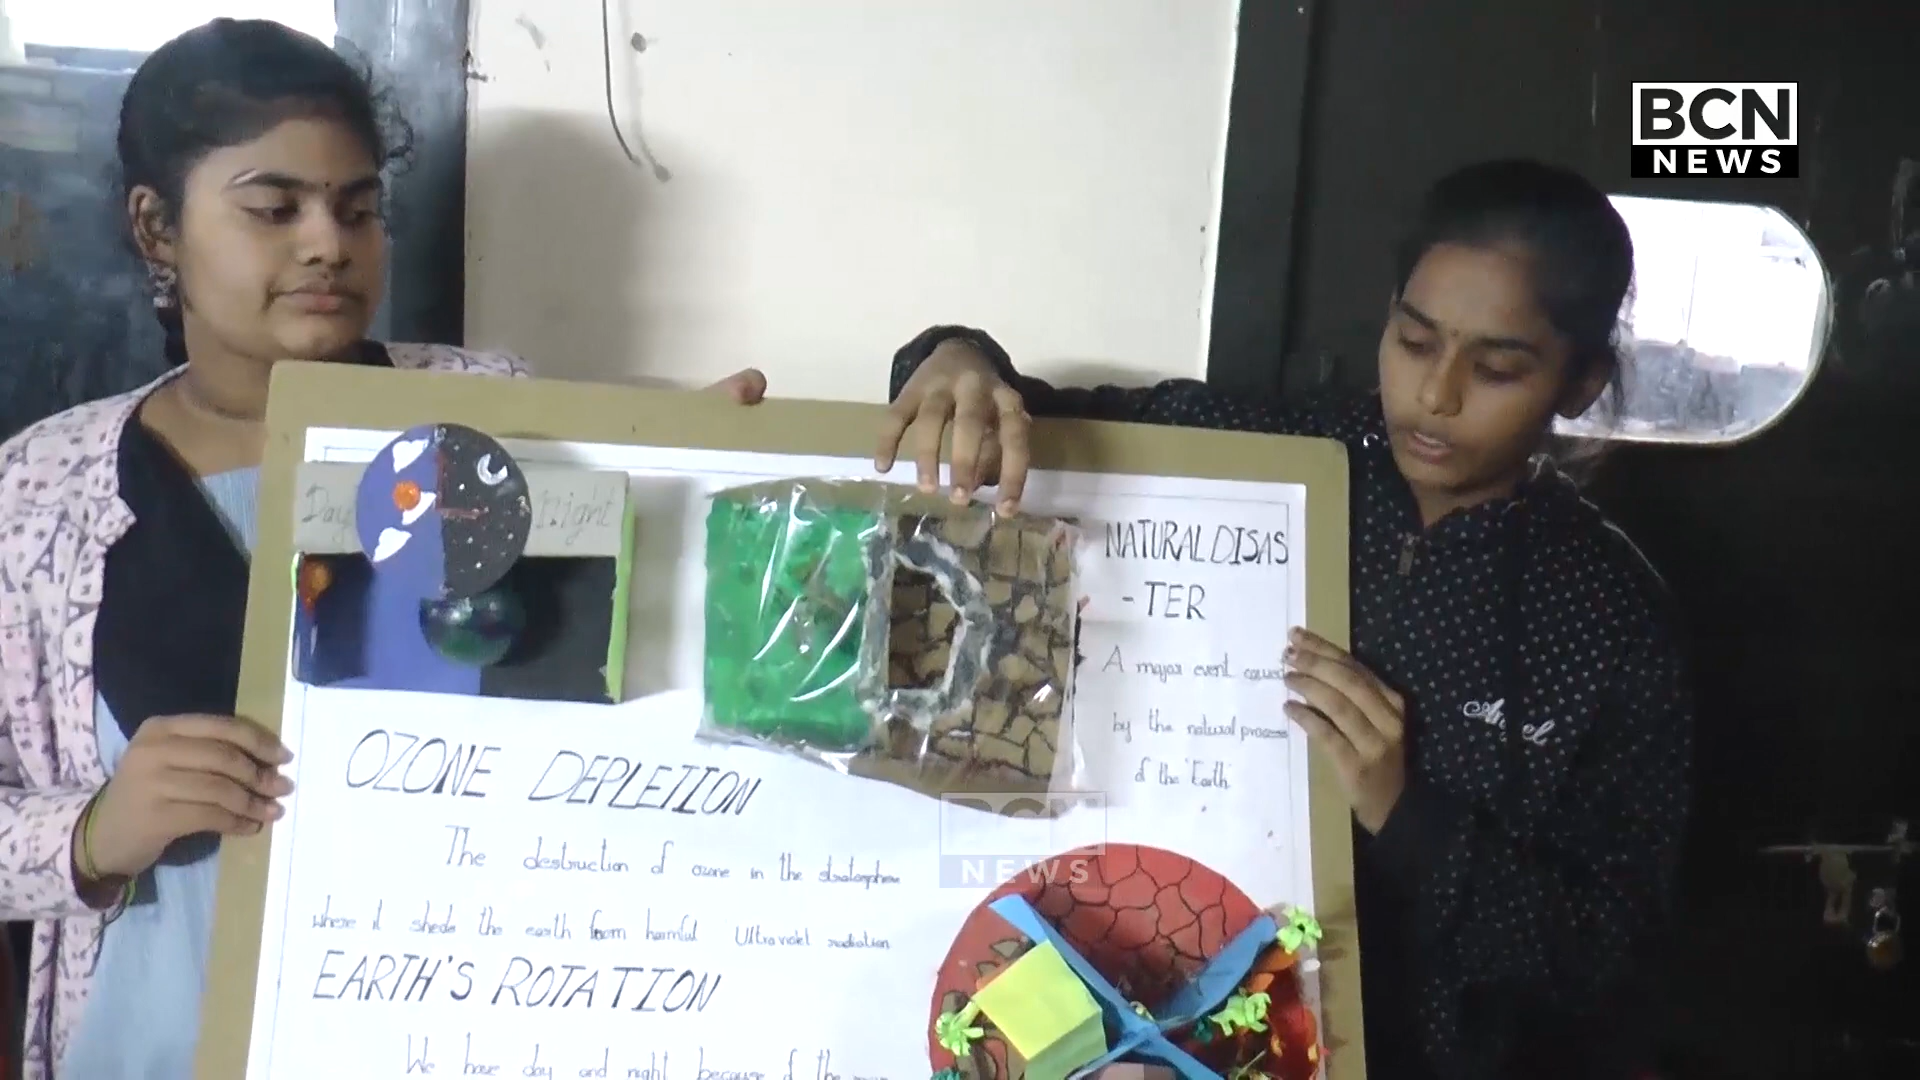 BCN
NEWS
Day
Night
NATURAL DISAS
-TER
A major event caused
by the natural process
of the Earth
OZONE DEPLETION
The destruction of ozone in the stratosphere
where it sheds the earth from harmful Ultraviolet radiation
EARTH'S ROTATION
We have day and night because of the
BCN
NEWS
Angel